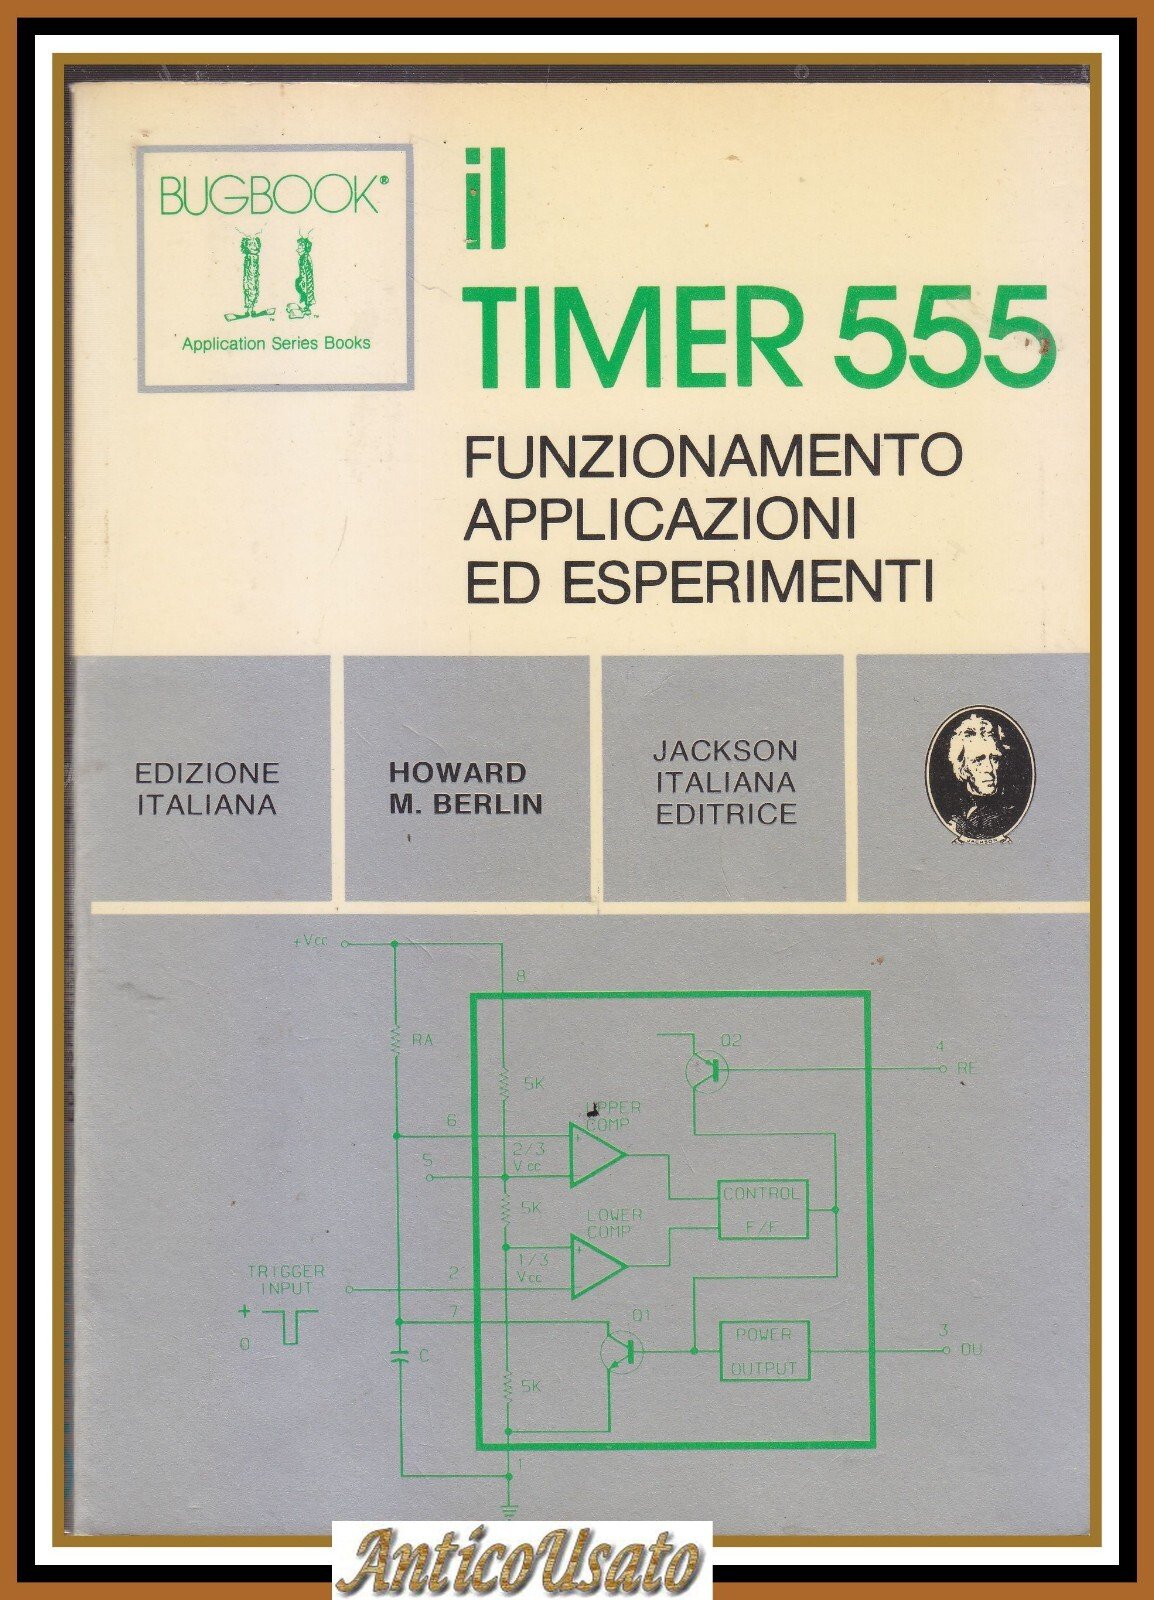 BUGBOOK®
Application Series Books
il
TIMER 555
FUNZIONAMENTO
APPLICAZIONI
ED ESPERIMENTI
EDIZIONE
ITALIANA
HOWARD
M. BERLIN
JACKSON
ITALIANA
EDITRICE
JACKSON
+Vcc
8
RA
5K
Q2
4
RE
6
UPPER
COMP
+
5
2/3
Vcc
5K
CONTROL
F/F
LOWER
COMP
+
1/3
Vcc
TRIGGER
INPUT
2
+
0
7
Q1
C
5K
POWER
OUTPUT
3
OU
1
AnticoUsato